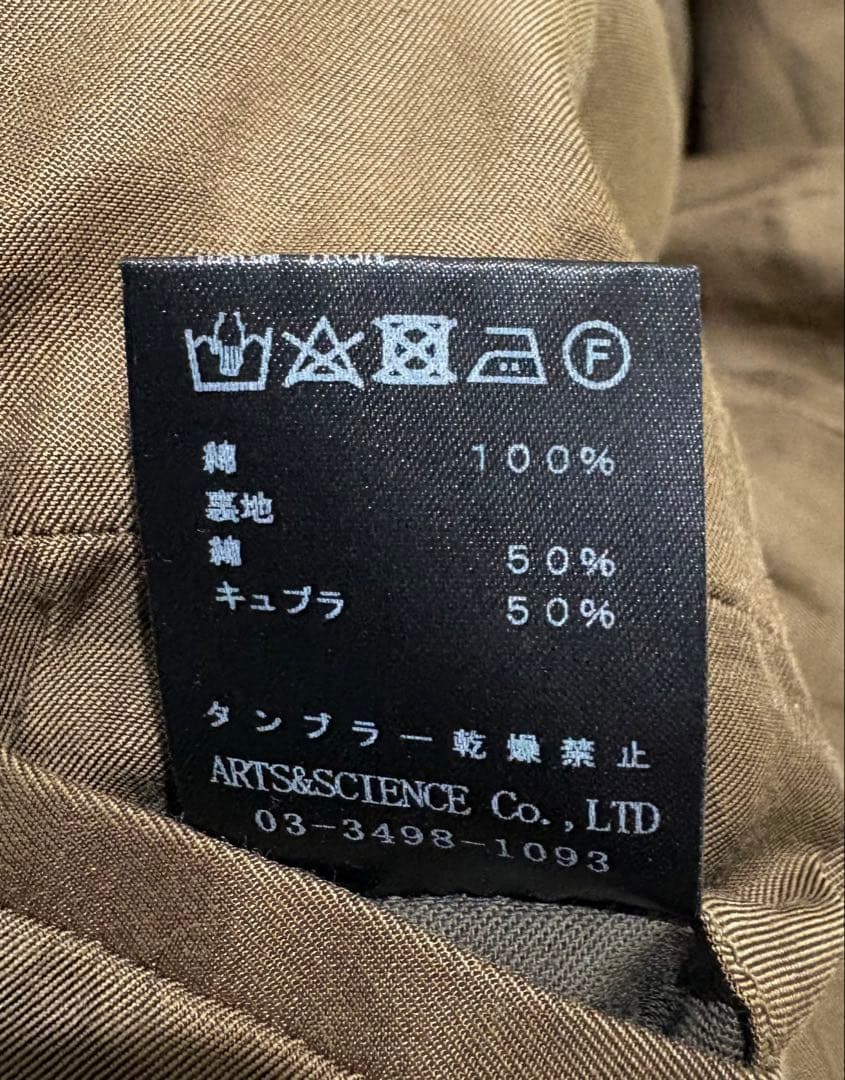 F
綿 100%
裏地
綿 50%
キュプラ 50%
タンブラー乾燥禁止
ARTS&SCIENCE Co.,LTD
03-3498-1093